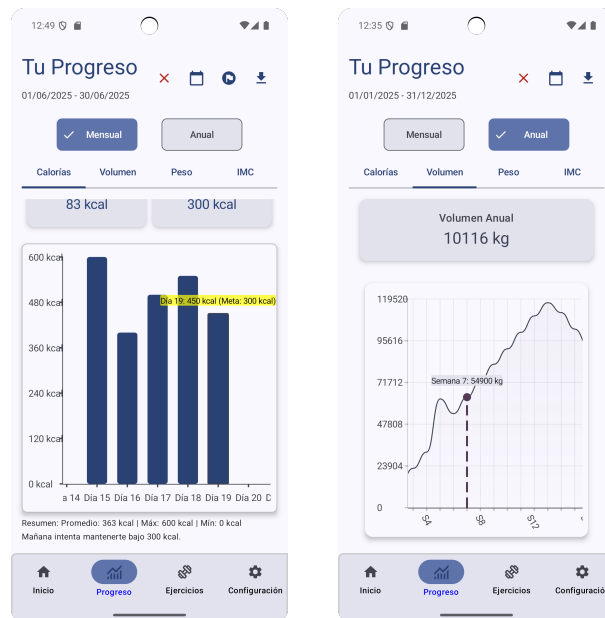 12:49
Tu Progreso
01/06/2025 - 30/06/2025
Mensual
Anual
Calorías
Volumen
Peso
IMC
83 kcal
300 kcal
600 kcal
480 kcal
360 kcal
240 kcal
120 kcal
0 kcal
Día 19: 450 kcal (Meta: 300 kcal)
a 14 Día 15 Día 16 Día 17 Día 18 Día 19 Día 20 D
Resumen: Promedio: 363 kcal | Máx: 600 kcal | Mín: 0 kcal
Mañana intenta mantenerte bajo 300 kcal.
Inicio
Progreso
Ejercicios
Configuración
12:35
Tu Progreso
01/01/2025 - 31/12/2025
Mensual
Anual
Calorías
Volumen
Peso
IMC
Volumen Anual
10116 kg
119520
95616
71712
47808
23904
0
Semana 7: 54900 kg
S4
S8
S12
Inicio
Progreso
Ejercicios
Configuració